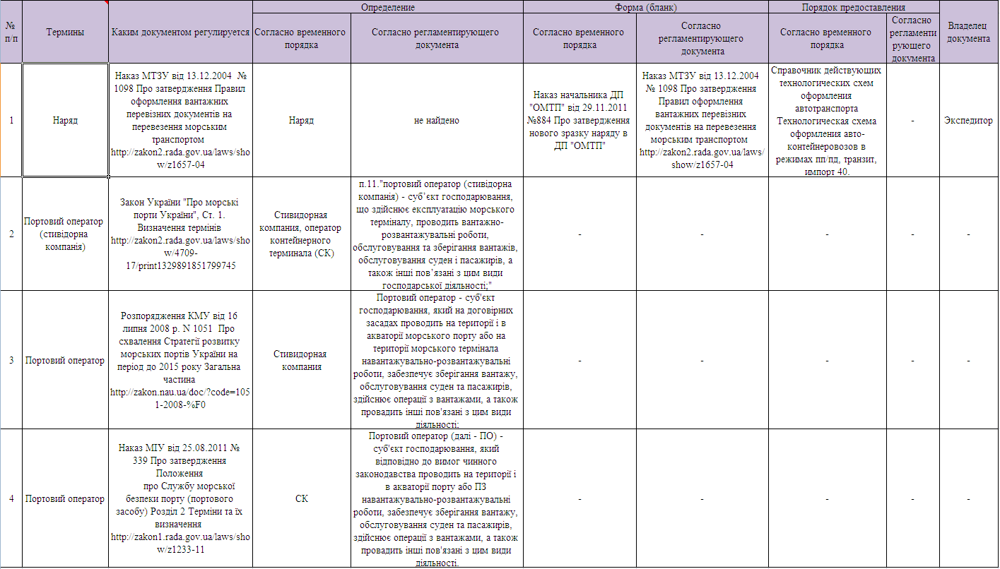 № п/п
Термины
Каким документом регулируется
Определение
Согласно временного
порядка
Согласно регламентирующего
документа
Форма (бланк)
Согласно временного
порядка
Согласно
регламентирующего
документа
Порядок предоставления
Согласно временного
порядка
Согласно
регламенти
рующего
документа
Владелец
документа
1
Наряд
Наказ МТЗУ від 13.12.2004 №
1098 Про затвердження Правил
оформлення вантажних
перевізних документів на
перевезення морським
транспортом
http://zakon2.rada.gov.ua/laws/sho
w/z1657-04
Наряд
не найдено
Наказ начальника ДП
"ОМТП" від 29.11.2011
№884 Про затвердження
нового зразку наряду в
ДП "ОМТП"
Наказ МТЗУ від 13.12.2004
№ 1098 Про затвердження
Правил оформлення
вантажних перевізних
документів на перевезення
морським транспортом
http://zakon2.rada.gov.ua/laws/
show/z1657-04
Справочник действующих
технологических схем
оформления
автотранспорта
Технологическая схема
оформления авто-
контейнеровозов в
режимах пп/пд, транзит,
импорт 40.
-
Экспедитор
2
Портовий оператор
(стивідорна
компанія)
Закон України "Про морські
порти України", Ст. 1.
Визначення термінів
http://zakon2.rada.gov.ua/laws/sho
w/4709-
17/print1329891851799745
Стивидорная
компания, оператор
контейнерного
терминала (СК)
п.11."портовий оператор (стивідорна
компанія) - суб’єкт господарювання,
що здійснює експлуатацію морського
терміналу, проводить вантажно-
розвантажувальні роботи,
обслуговування та зберігання вантажів,
обслуговування суден і пасажирів, а
також інші пов’язані з цим види
господарської діяльності;"
-
-
-
-
-
3
Портовий оператор
Розпорядження КМУ від 16
липня 2008 р. N 1051 Про
схвалення Стратегії розвитку
морських портів України на
період до 2015 року Загальна
частина
http://zakon.nau.ua/doc/?code=105
1-2008-%F0
Стивидорная
компания
Портовий оператор - суб'єкт
господарювання, який на договірних
засадах проводить на території і в
акваторії морського порту або на
території морського термінала
навантажувально-розвантажувальні
роботи, забезпечує зберігання вантажу,
обслуговування суден та пасажирів,
здійснює операції з вантажами, а також
провадить інші пов'язані з цим види
діяльності;
-
-
-
-
-
4
Портовий оператор
Наказ МІУ від 25.08.2011 №
339 Про затвердження
Положення
про Службу морської
безпеки порту (портового
засобу) Розділ 2 Терміни та їх
визначення
http://zakon1.rada.gov.ua/laws/sho
w/z1233-11
СК
Портовий оператор (далі - ПО) -
суб'єкт господарювання, який
відповідно до вимог чинного
законодавства проводить на території і
в акваторії порту або ПЗ
навантажувально-розвантажувальні
роботи, забезпечує зберігання вантажу,
обслуговування суден та пасажирів,
здійснює операції з вантажами, а також
провадить інші пов'язані з цим види
діяльності.
-
-
-
-
-